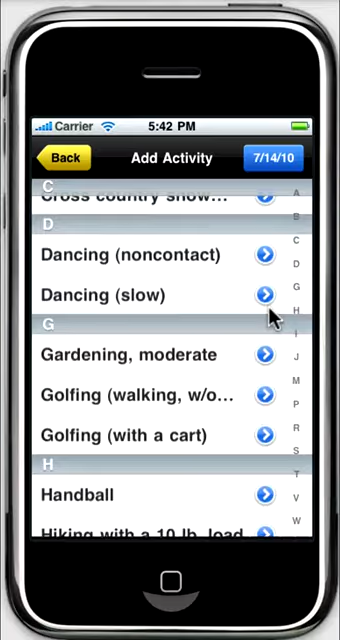 Carrier 5:42 PM
Back Add Activity 7/14/10
C
Cross country snow...
D
Dancing (noncontact)
Dancing (slow)
G
Gardening, moderate
Golfing (walking, w/o...
Golfing (with a cart)
H
Handball
Hiking with a 10 lb. load
A
B
C
D
G
H
I
J
M
P
R
S
T
V
W